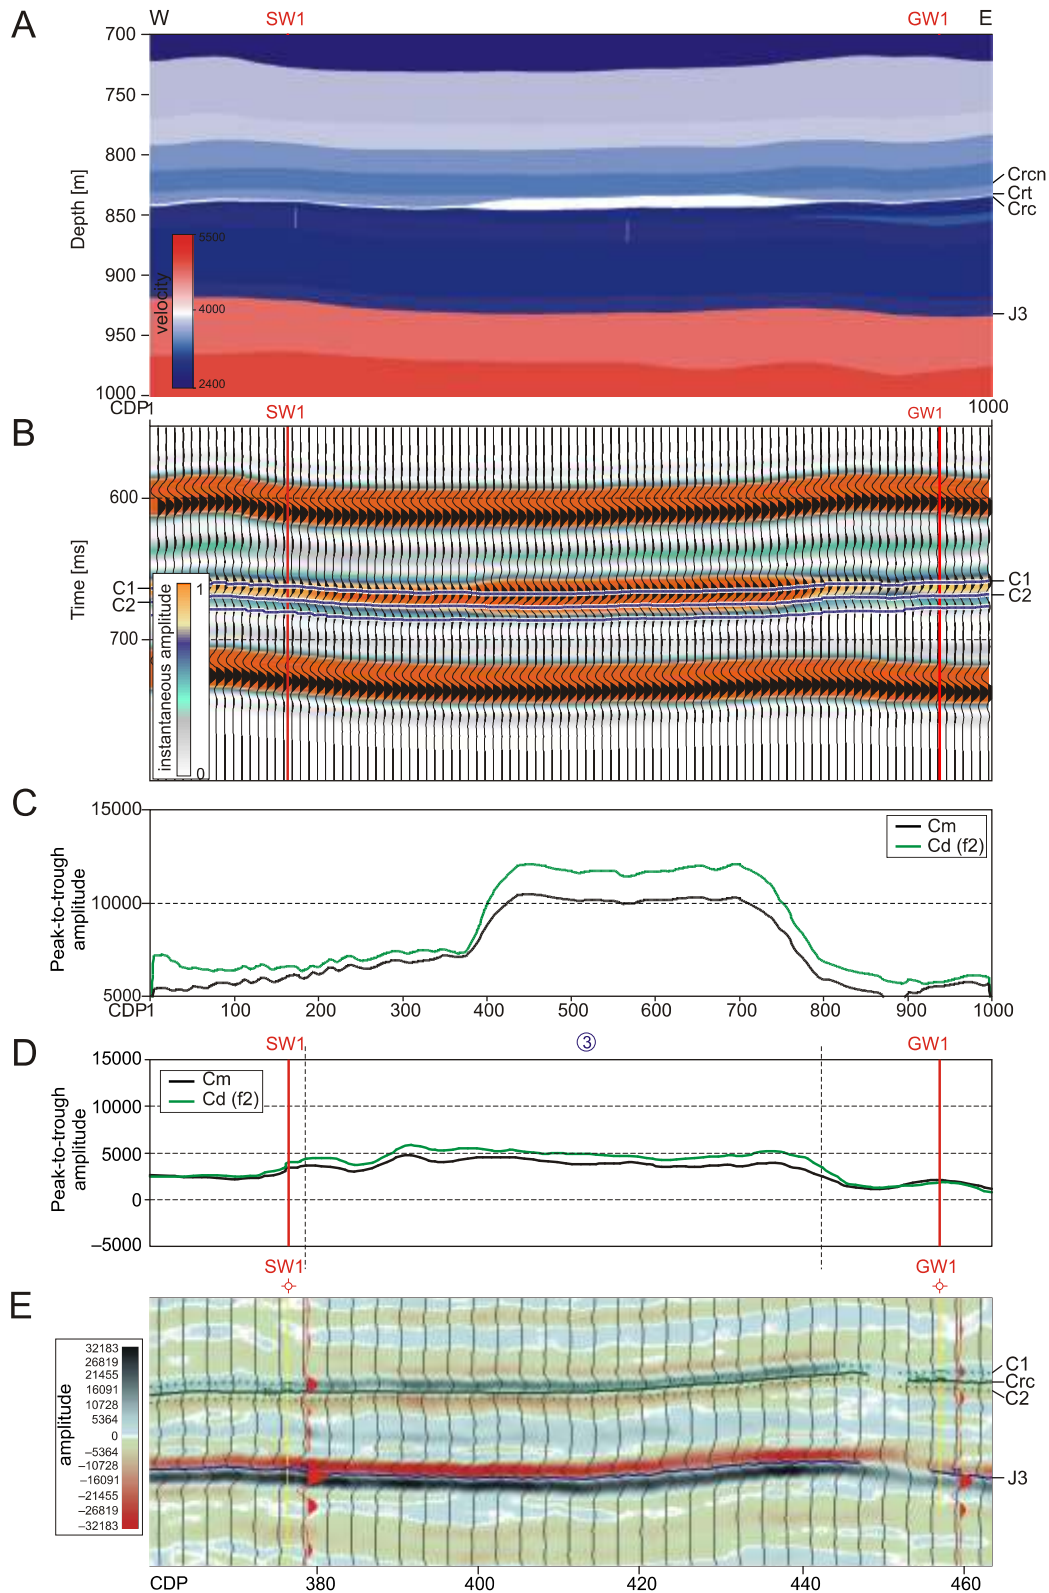 A
W
SW1
GW1
E
700
750
800
850
900
950
1000
Depth [m]
velocity
5500
4000
2400
Crcn
Crt
Crc
J3
CDP
1
SW1
GW1
1000
B
600
700
Time [ms]
C1
C2
instantaneous amplitude
1
0
C1
C2
C
15000
10000
5000
Peak-to-trough
amplitude
Cm
Cd (f2)
CDP
1
100
200
300
400
500
600
700
800
900
1000
D
SW1
3
GW1
15000
10000
5000
0
–5000
Peak-to-trough
amplitude
Cm
Cd (f2)
SW1
GW1
E
amplitude
32183
26819
21455
16091
10728
5364
0
–5364
–10728
–16091
–21455
–26819
–32183
C1
Crc
C2
J3
CDP
380
400
420
440
460